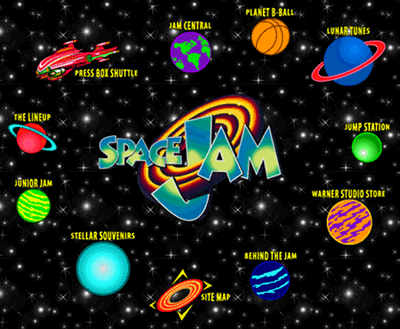 PLANET B-BALL
JAM CENTRAL
LUNAR TUNES
PRESS BOX SHUTTLE
THE LINEUP
JUMP STATION
SPACE JAM
JUNIOR JAM
WARNER STUDIO STORE
STELLAR SOUVENIRS
BEHIND THE JAM
SITE MAP